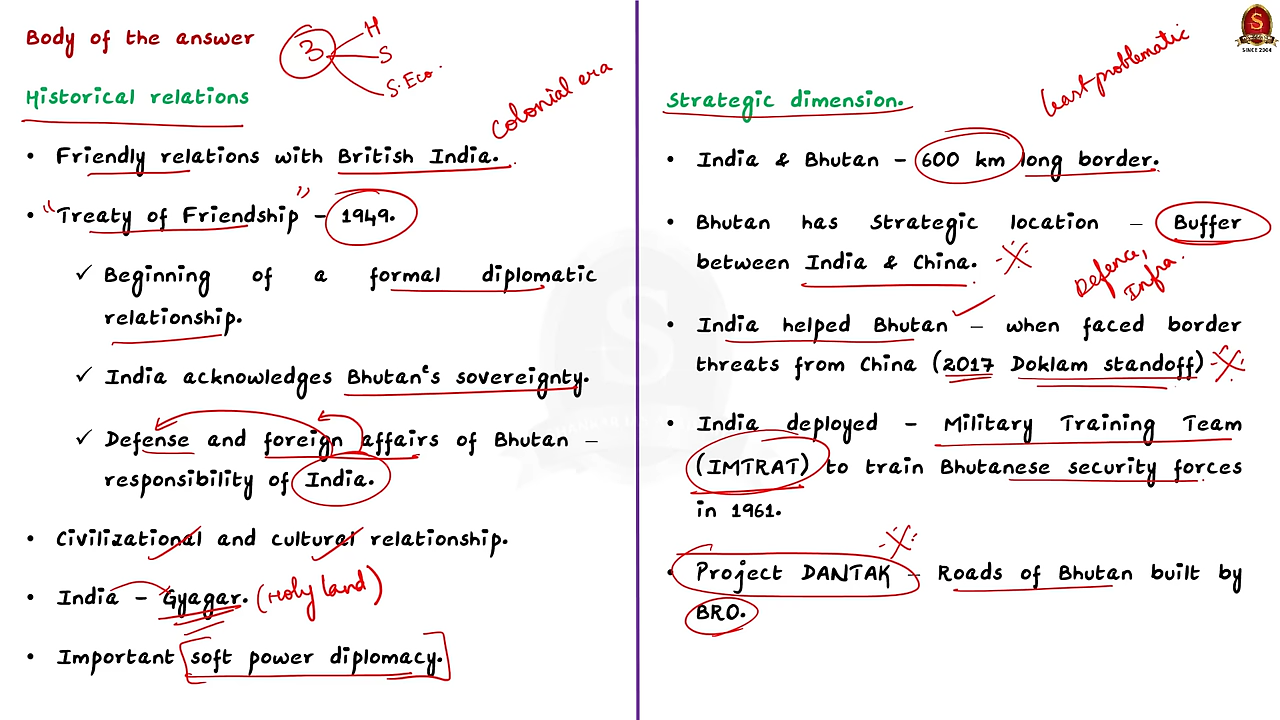 Body of the answer
3
H
S
S.Eco.
Historical relations
colonial era
• Friendly relations with British India.
• "Treaty of Friendship" – 1949.
✓ Beginning of a formal diplomatic
relationship.
✓ India acknowledges Bhutan's sovereignty.
✓ Defense and foreign affairs of Bhutan –
responsibility of India.
• Civilizational and cultural relationship.
• India – Gyagar. (Holy land)
• Important soft power diplomacy.
S
SINCE 2004
Strategic dimension.
least problematic
• India & Bhutan – 600 km long border.
• Bhutan has Strategic location – Buffer
between India & China.
Defence,
Infra.
• India helped Bhutan – when faced border
threats from China (2017 Doklam standoff)
• India deployed – Military Training Team
(IMTRAT) to train Bhutanese security forces
in 1961.
• Project DANTAK – Roads of Bhutan built by
BRO.